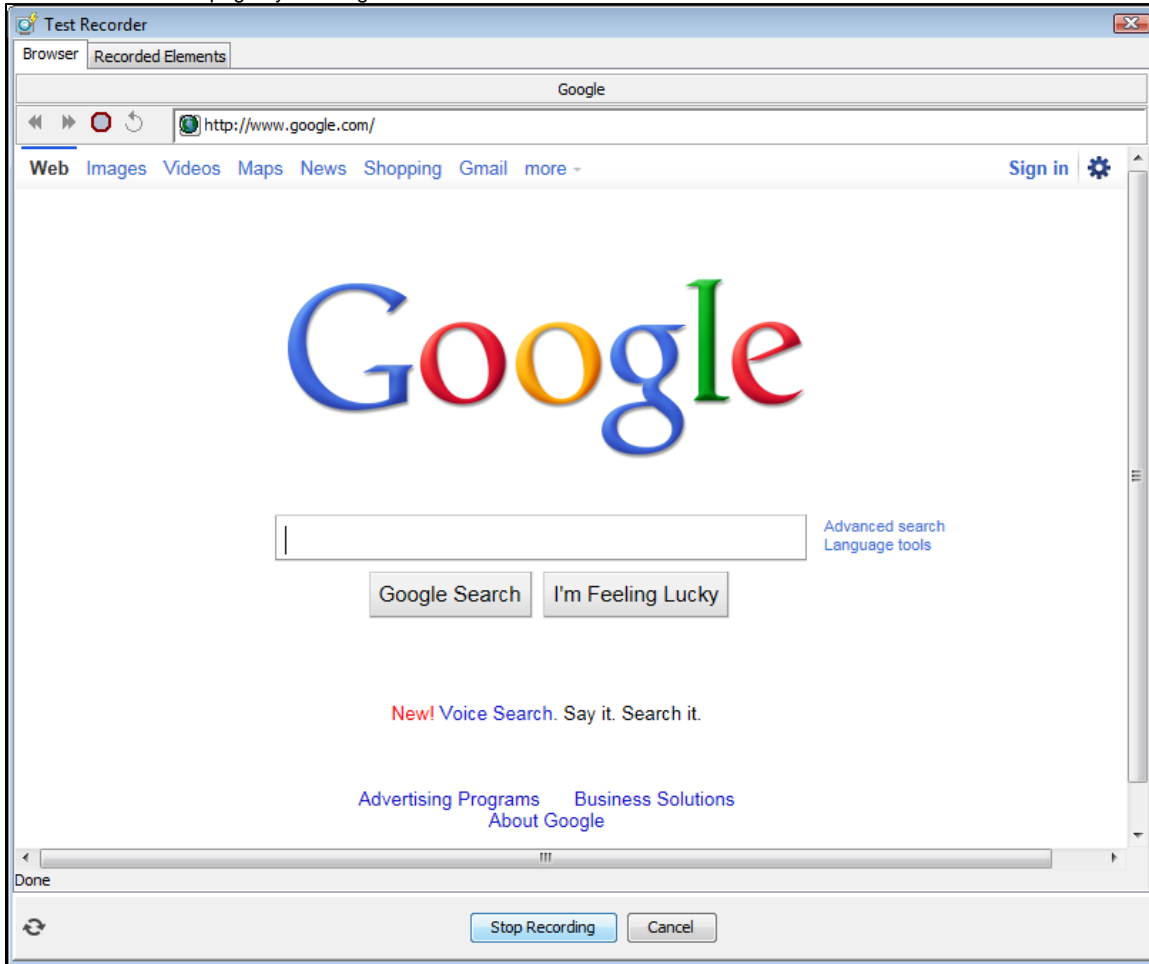 Test Recorder
Browser Recorded Elements
Google
http://www.google.com/
Web Images Videos Maps News Shopping Gmail more Sign in
Google
Advanced search
Language tools
Google Search I'm Feeling Lucky
New! Voice Search. Say it. Search it.
Advertising Programs Business Solutions
About Google
Done
Stop Recording Cancel